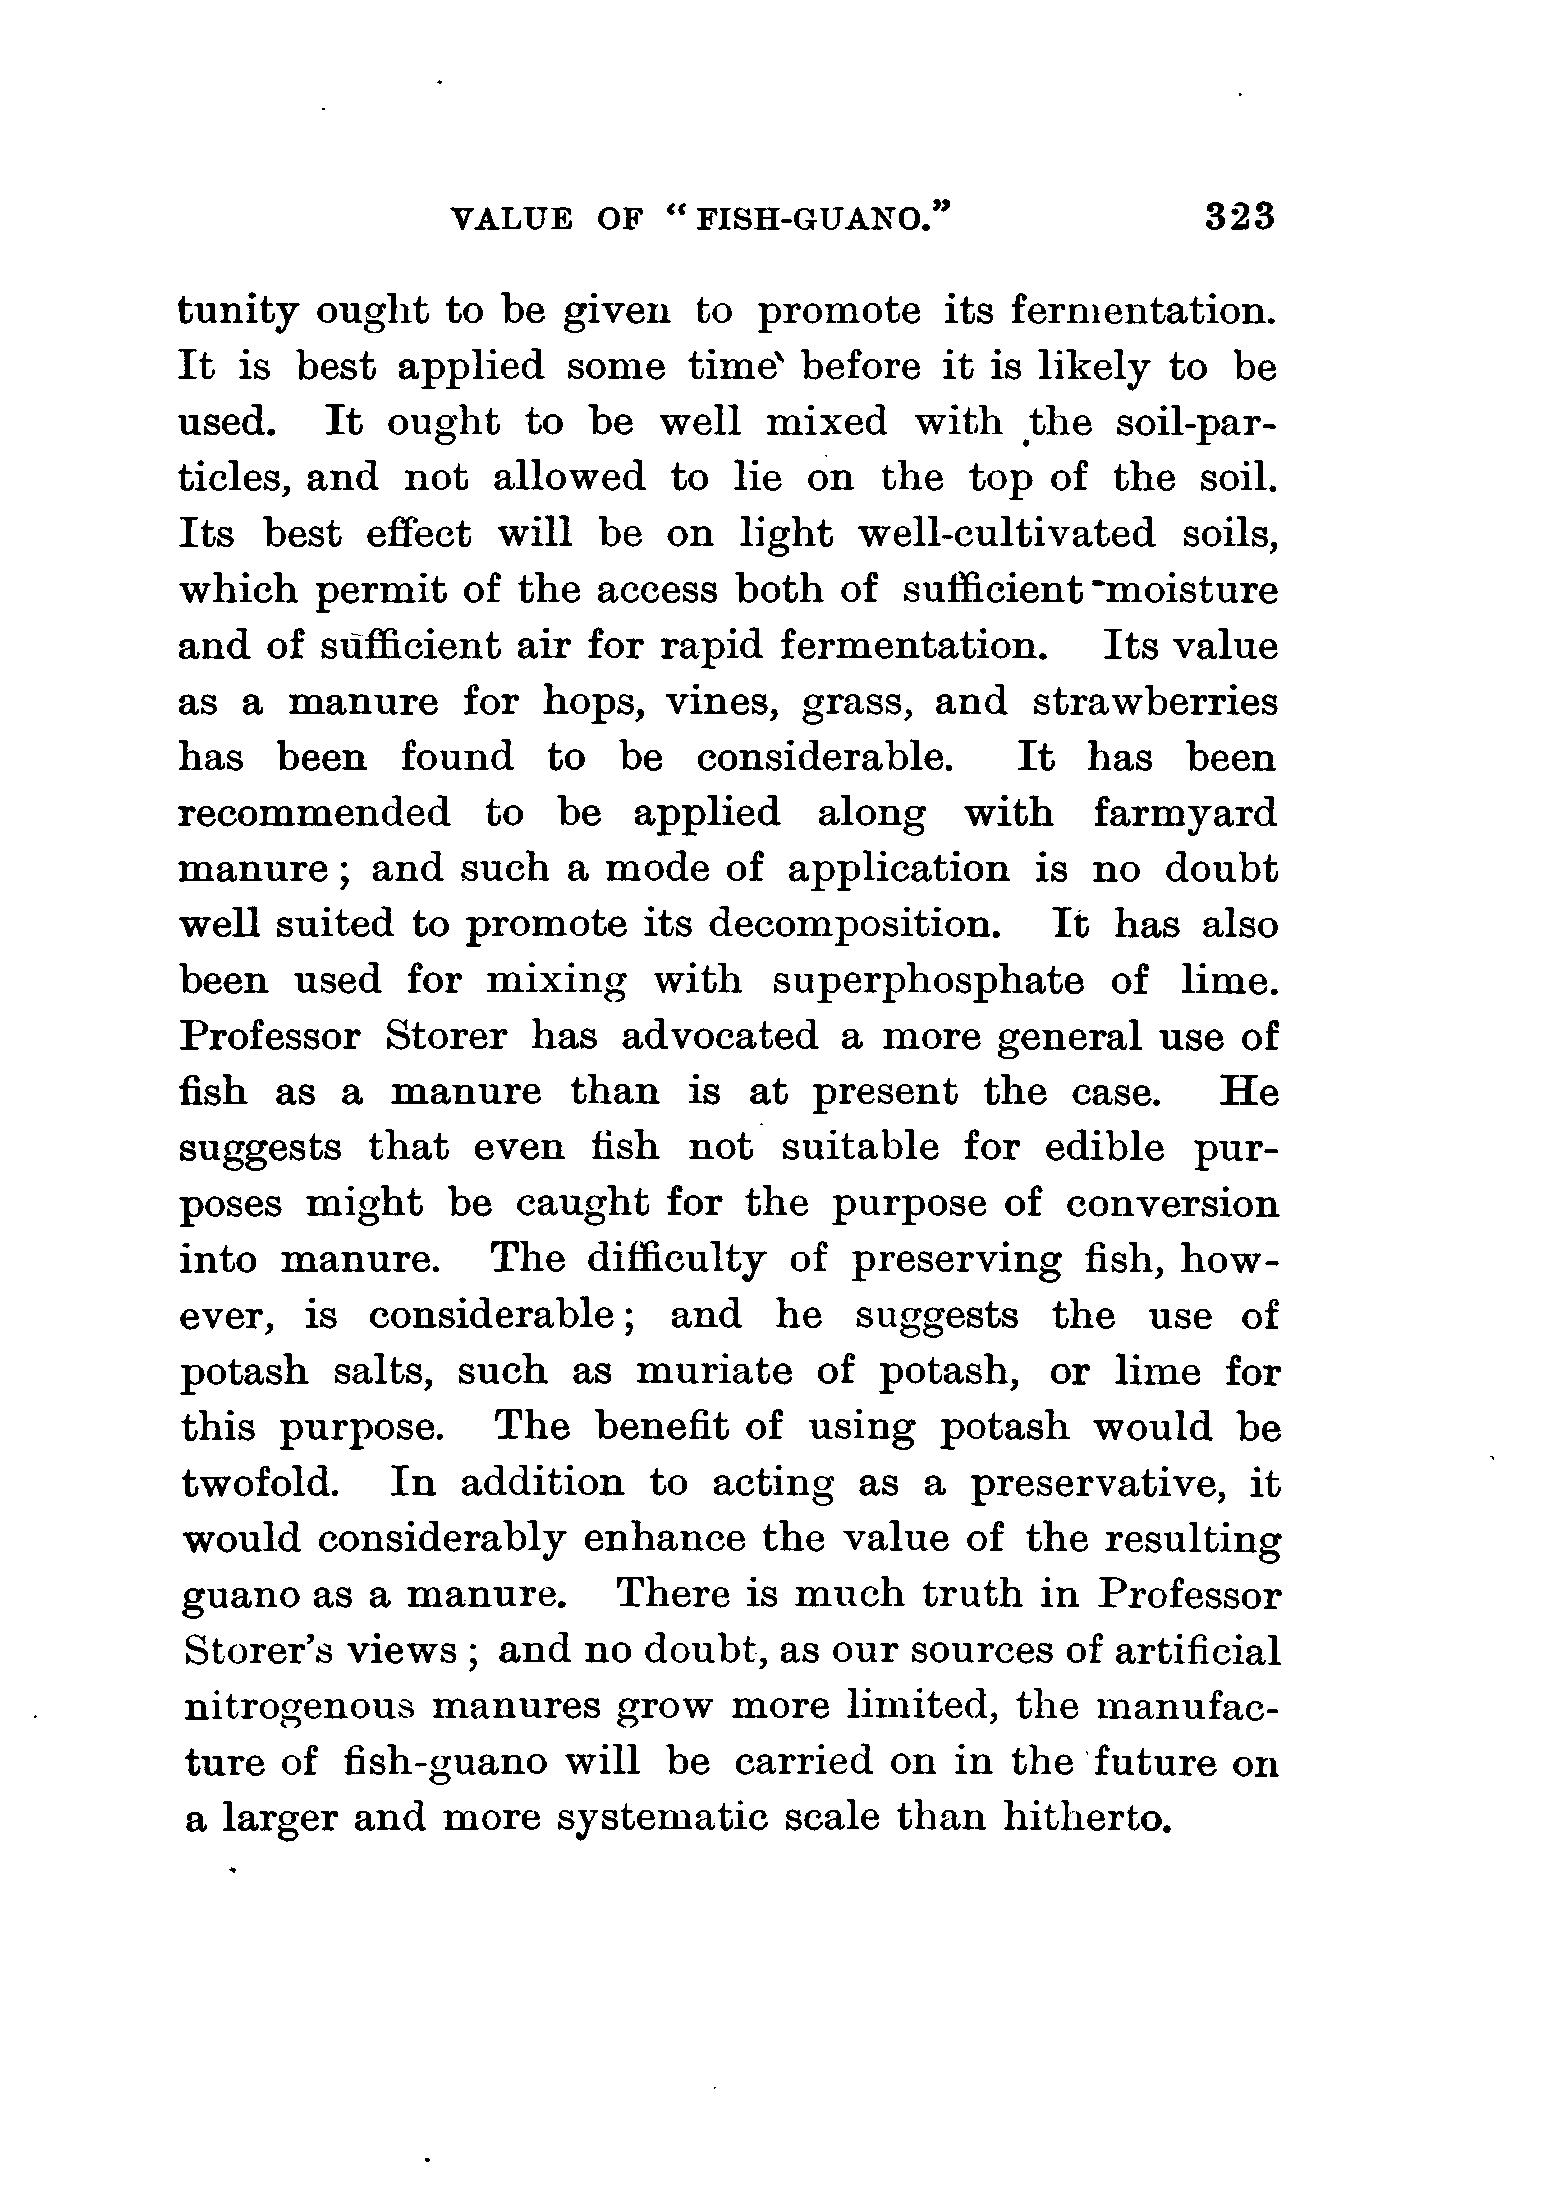 VALUE OF “FISH-GUANO.” 323
tunity ought to be given to promote its fermentation.
It is best applied some time before it is likely to be
used. It ought to be well mixed with the soil-par-
ticles, and not allowed to lie on the top of the soil.
Its best effect will be on light well-cultivated soils,
which permit of the access both of sufficient moisture
and of sufficient air for rapid fermentation. Its value
as a manure for hops, vines, grass, and strawberries
has been found to be considerable. It has been
recommended to be applied along with farmyard
manure; and such a mode of application is no doubt
well suited to promote its decomposition. It has also
been used for mixing with superphosphate of lime.
Professor Storer has advocated a more general use of
fish as a manure than is at present the case. He
suggests that even fish not suitable for edible pur-
poses might be caught for the purpose of conversion
into manure. The difficulty of preserving fish, how-
ever, is considerable; and he suggests the use of
potash salts, such as muriate of potash, or lime for
this purpose. The benefit of using potash would be
twofold. In addition to acting as a preservative, it
would considerably enhance the value of the resulting
guano as a manure. There is much truth in Professor
Storer's views; and no doubt, as our sources of artificial
nitrogenous manures grow more limited, the manufac-
ture of fish-guano will be carried on in the future on
a larger and more systematic scale than hitherto.